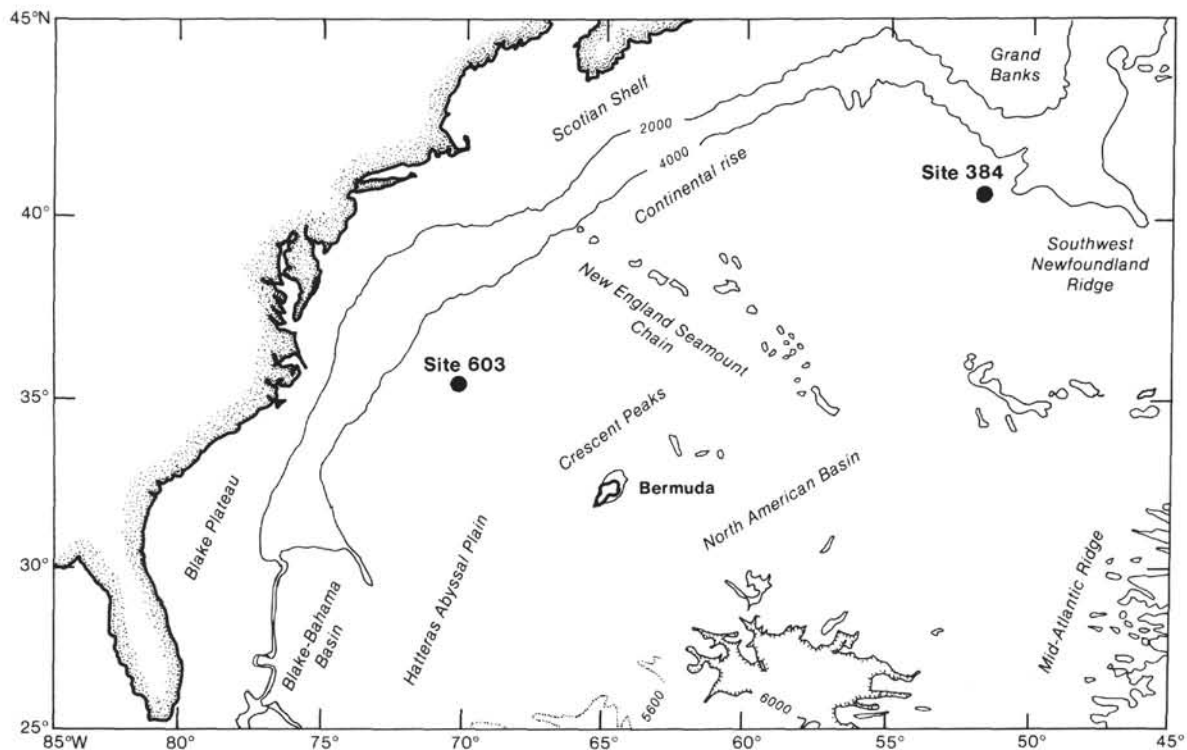 45°N
Grand
Banks
Scotian Shelf
2000
4000
Continental rise
Site 384
40°
Southwest
Newfoundland
Ridge
New England Seamount
Chain
Site 603
35°
Crescent Peaks
Bermuda
Blake Plateau
North American Basin
30°
Hatteras Abyssal Plain
Mid-Atlantic Ridge
Blake-Bahama
Basin
5600
6000
25°
85°W
80°
75°
70°
65°
60°
55°
50°
45°